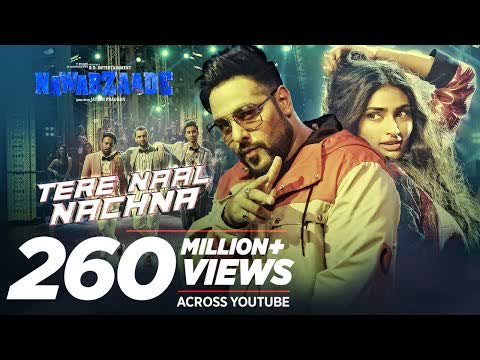 NAWABZAADE
TERE NAAL
NACHNA
260
MILLION+
VIEWS
ACROSS YOUTUBE